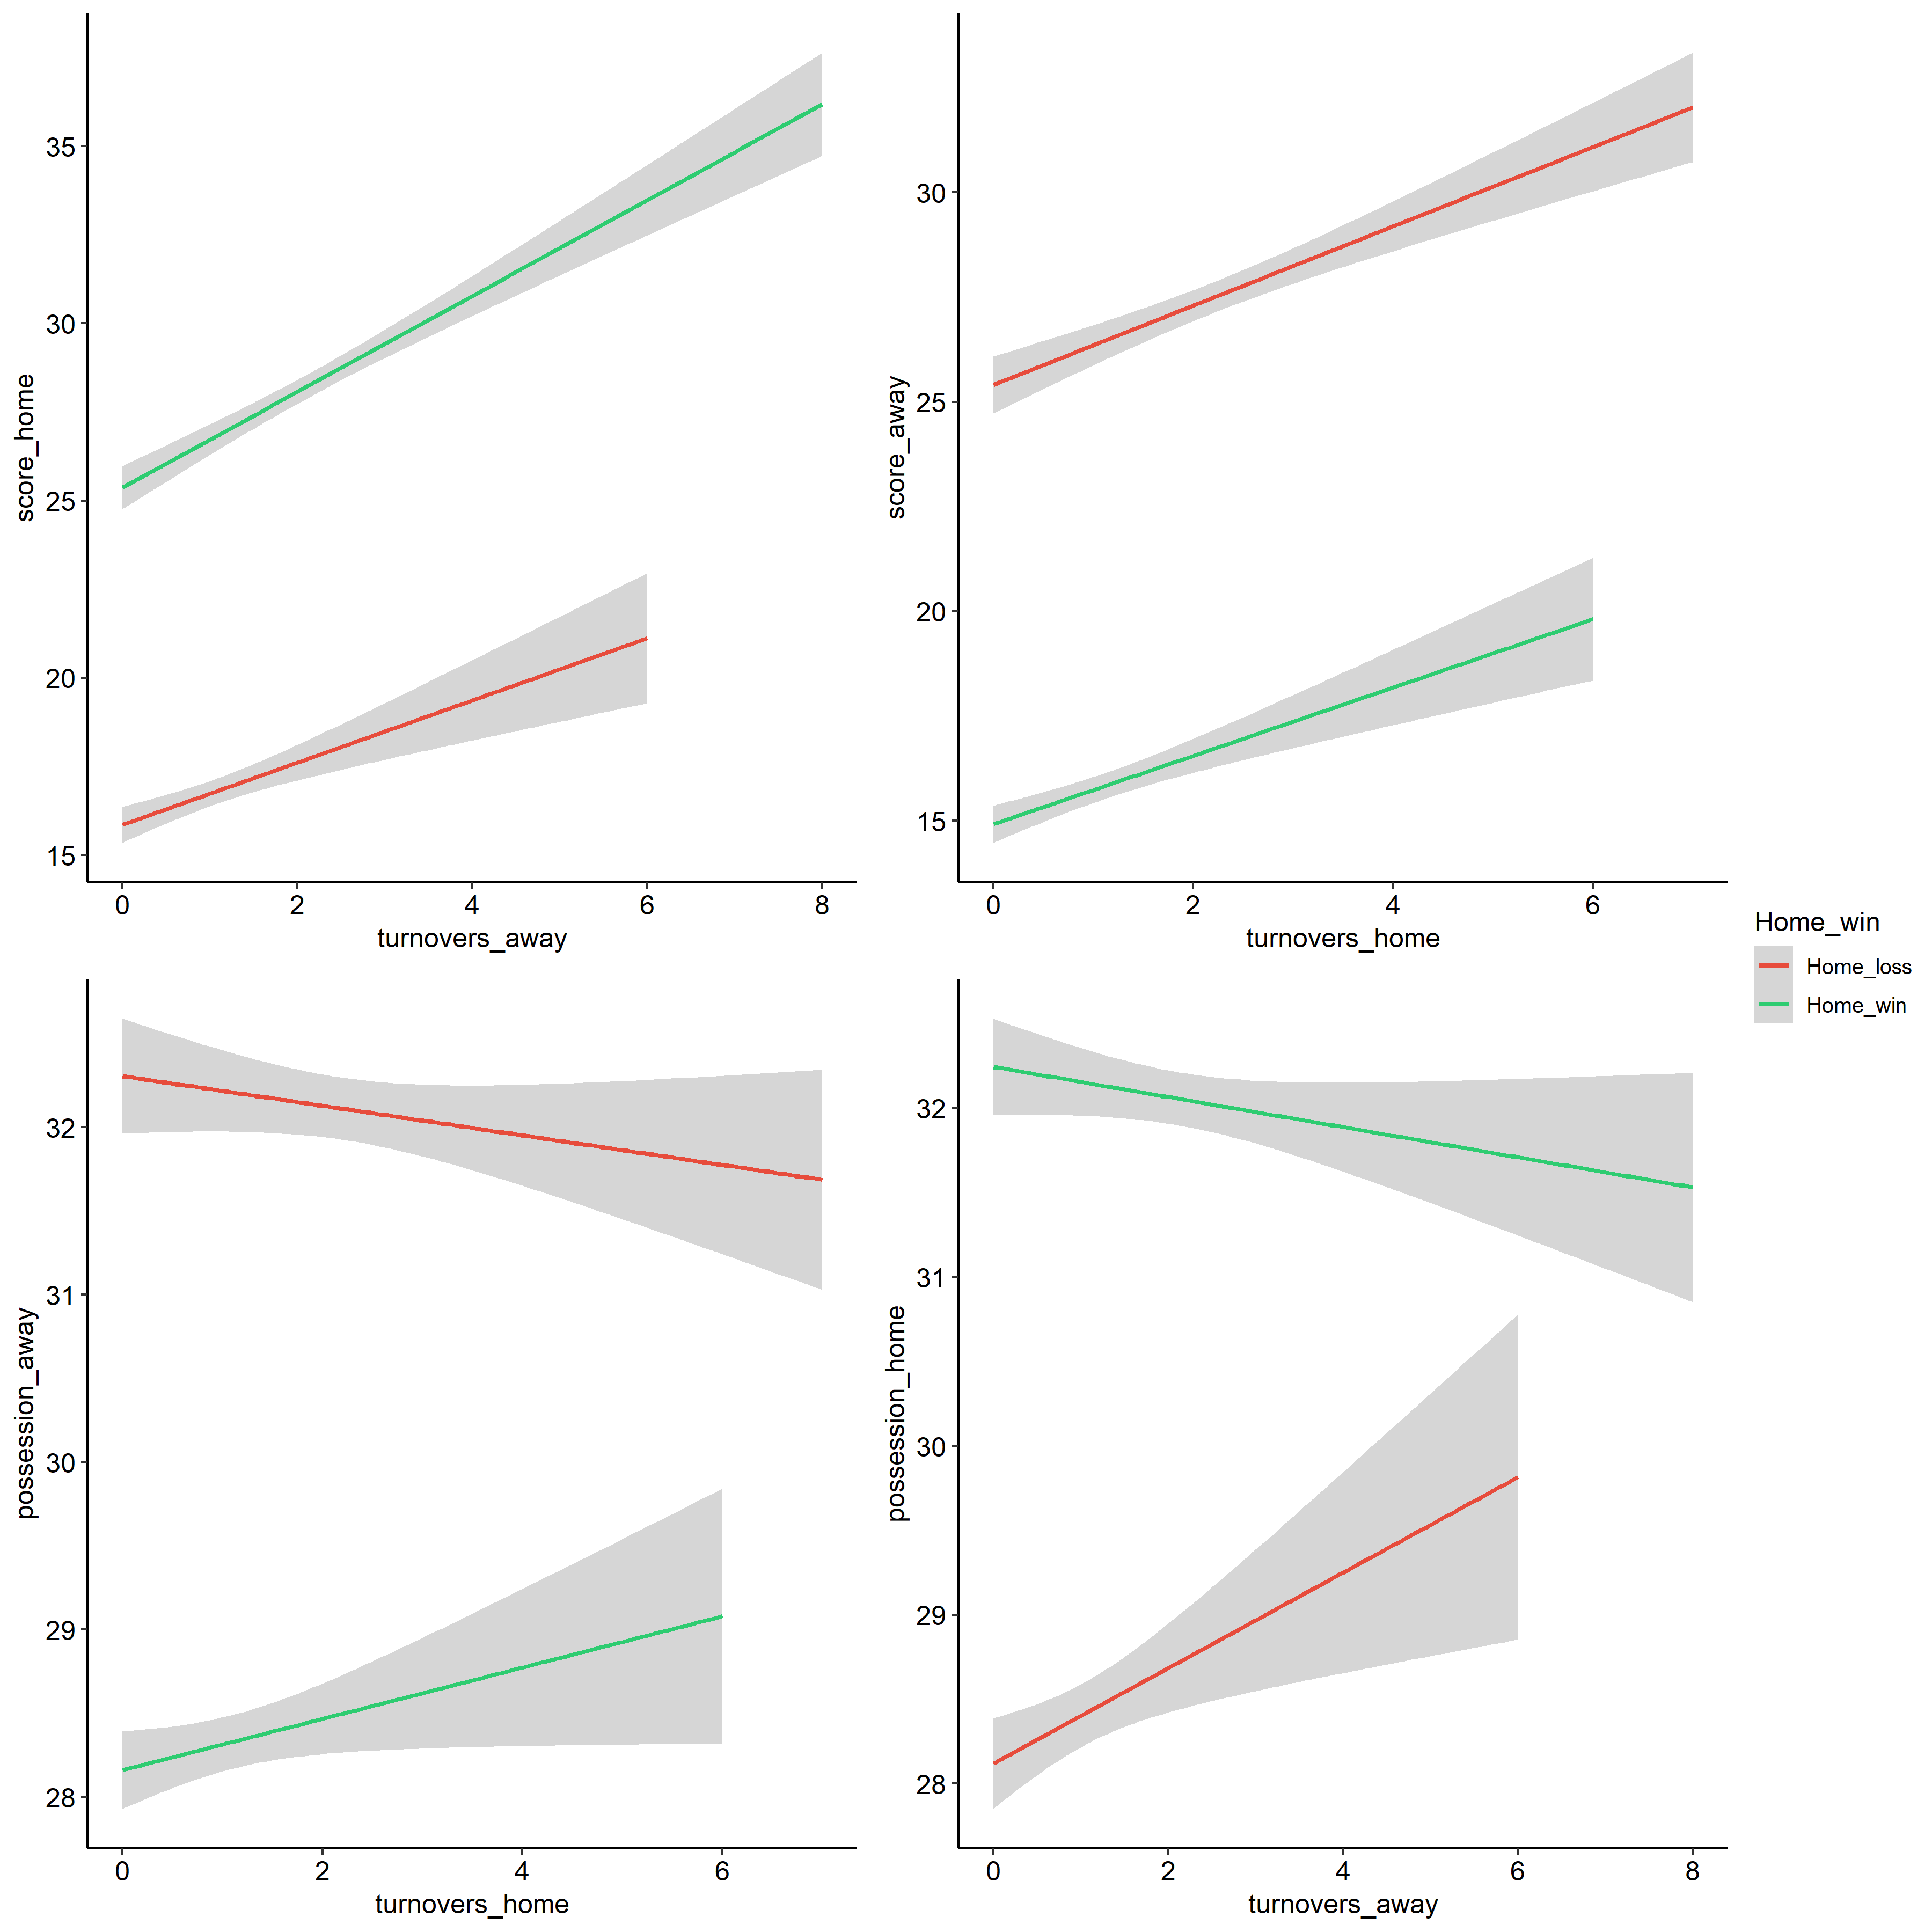 score_home
35
30
25
20
15
0 2 4 6 8
turnovers_away
score_away
30
25
20
15
0 2 4 6
turnovers_home
possession_away
32
31
30
29
28
0 2 4 6
turnovers_home
possession_home
32
31
30
29
28
0 2 4 6 8
turnovers_away
Home_win
Home_loss
Home_win